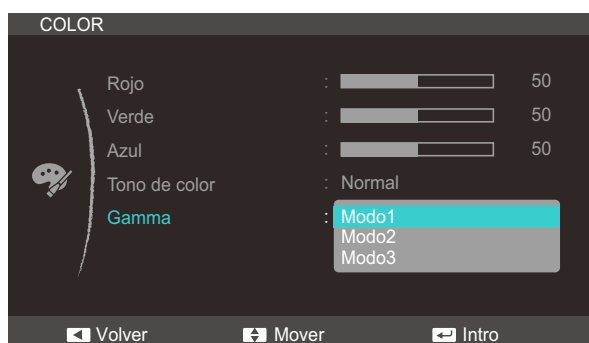 COLOR
Rojo : 50
Verde : 50
Azul : 50
Tono de color : Normal
Gamma : Modo1
Modo2
Modo3
Volver Mover Intro